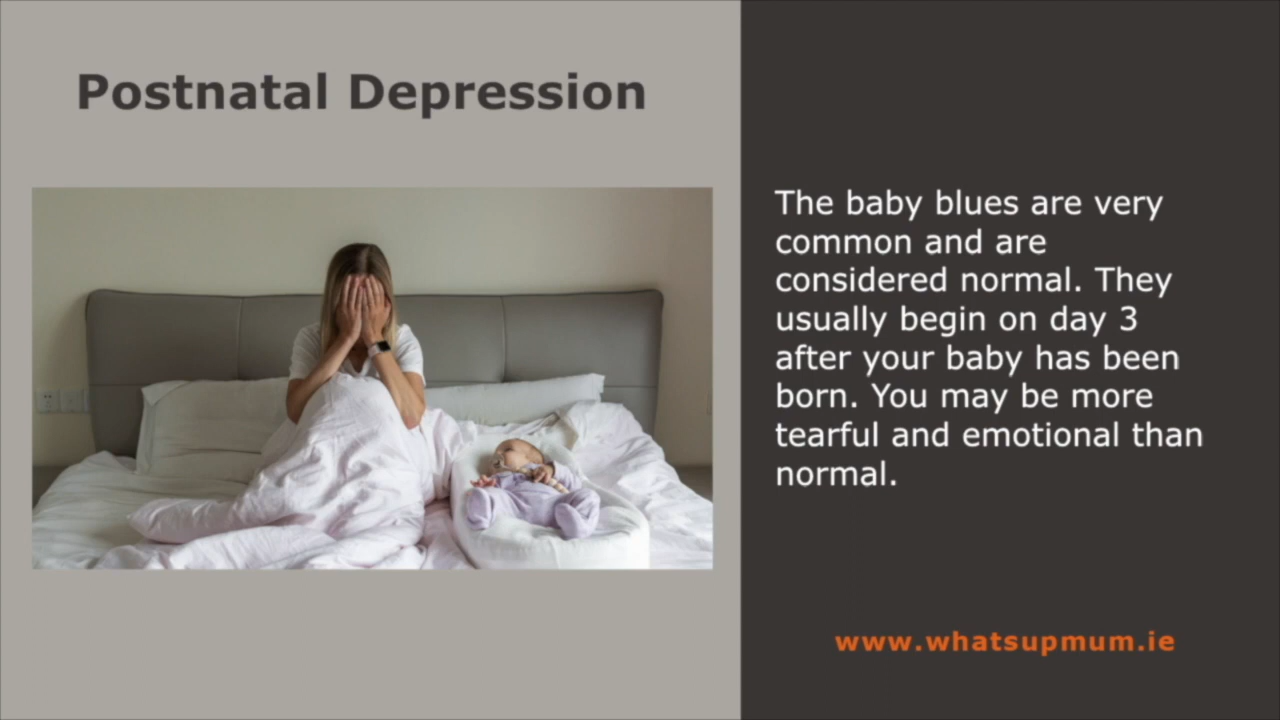 Postnatal Depression
The baby blues are very
common and are
considered normal. They
usually begin on day 3
after your baby has been
born. You may be more
tearful and emotional than
normal.
www.whatsupmum.ie